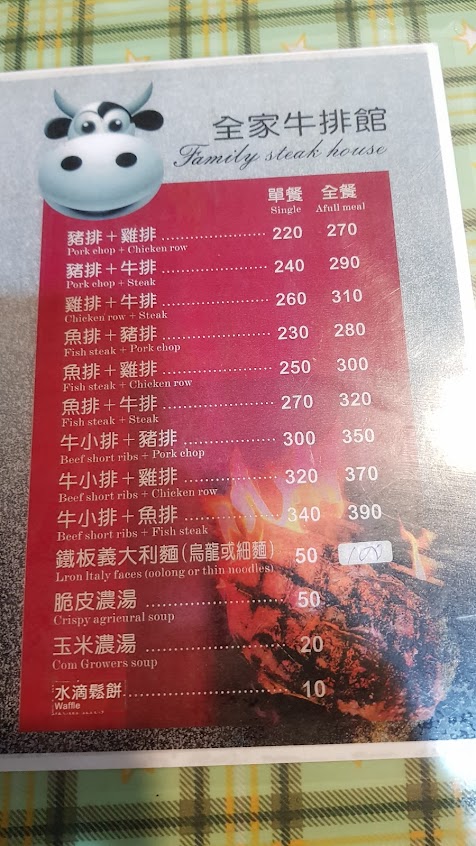 全家牛排館
Family steak house
單餐 全餐
Single Afull meal
豬排＋雞排 ........................ 220 270
Pork chop + Chicken row
豬排＋牛排 ........................ 240 290
Pork chop + Steak
雞排＋牛排 ........................ 260 310
Chicken row + Steak
魚排＋豬排 ........................ 230 280
Fish steak + Pork chop
魚排＋雞排 ........................ 250 300
Fish steak + Chicken row
魚排＋牛排 ........................ 270 320
Fish steak + Steak
牛小排＋豬排 .................... 300 350
Beef short ribs + Pork chop
牛小排＋雞排 .................... 320 370
Beef short ribs + Chicken row
牛小排＋魚排 .................... 340 390
Beef short ribs + Fish steak
鐵板義大利麵(烏龍或細麵) 50 100
Lron Italy faces (oolong or thin noodles)
脆皮濃湯 ........................ 50
Crispy agrieural soup
玉米濃湯 ........................ 20
Com Growers soup
水滴鬆餅 ........................ 10
Waffle